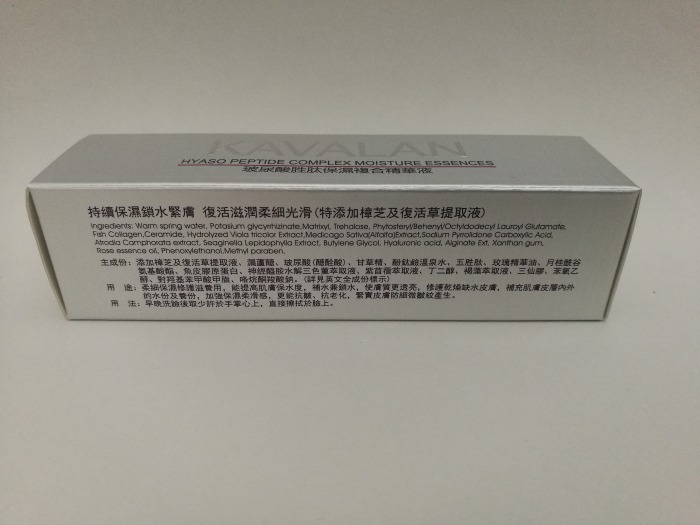 KAVALAN
HYASO PEPTIDE COMPLEX MOISTURE ESSENCES
玻尿酸胜肽保濕複合精華液
持續保濕鎖水緊膚 復活滋潤柔細光滑(特添加樟芝及復活草提取液)
Ingredients: Warm spring water, Potasium glycyrrhizinate,Matrixyl, Trehalose, Phytosteryl/Behenyl/Octyldodecyl Lauroyl Glutamate,
Fish Collagen,Ceramide, Hydrolyzed Viola tricolor Extract,Medicago Sativa(Alfalfa)Extract,Sodium Pyrrolidone Carboxylic Acid,
Atrodia Camphorata extract, Seaginella Lepidophylla Extract, Butylene Glycol, Hyaluronic acid, Alginate Ext, Xanthan gum,
Rose essence oil, Phenoxylethanol,Methyl paraben,
主成份：添加樟芝及復活草提取液、海藻醣、玻尿酸(醣醛酸)、甘草精、酚鈦鹼溫泉水、五胜肽、玫瑰精華油、月桂醯谷
氨基酸酯、魚皮膠原蛋白、神經醯胺水解三色菫萃取液、紫苜蓿萃取液、丁二醇、褐藻萃取液、三仙膠、苯氧乙
醇、對羥基苯甲酸甲脂、咯烷酮羧酸鈉。(詳見英文全成份標示)
用　途：柔細保濕修護滋養用，能提高肌膚保水度，補水兼鎖水，使膚質更透亮，修護乾燥缺水皮膚，補充肌膚皮層內外
的水份及養份，加強保濕柔滑感，更能抗皺、抗老化，緊實皮膚防細微皺紋產生。
用　法：早晚洗臉後取少許於手掌心上，直接擦拭於臉上。